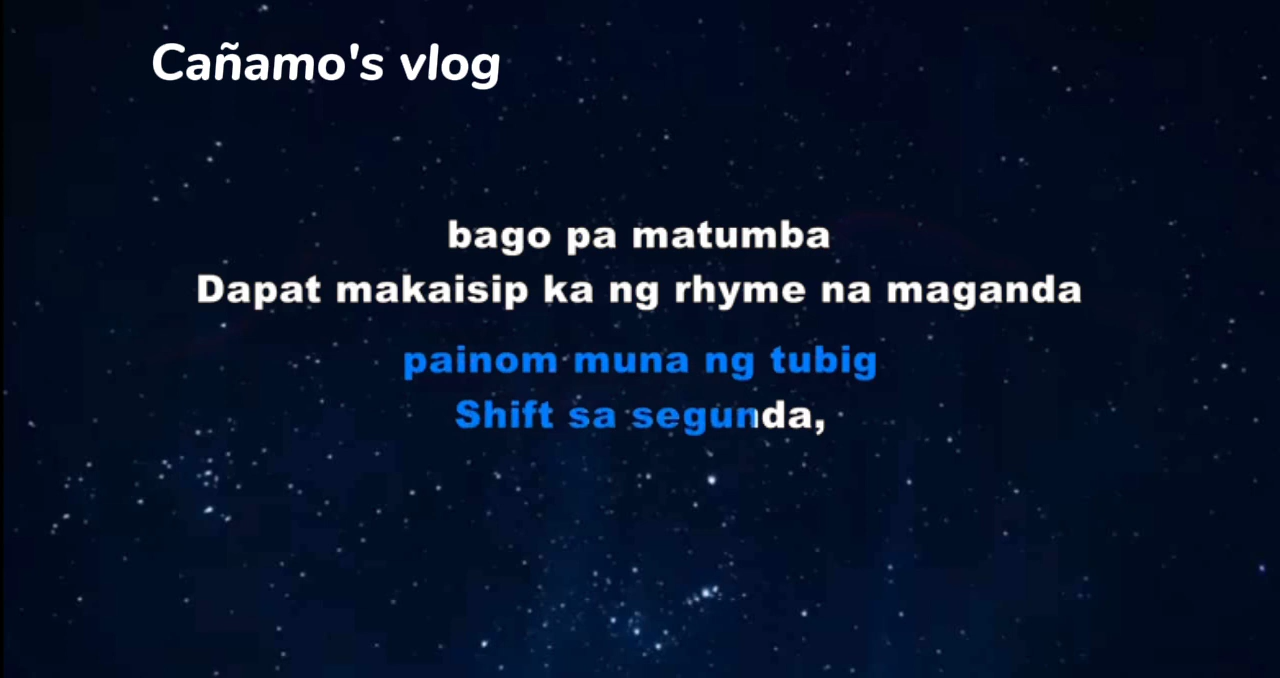 Cañamo's vlog
bago pa matumba
Dapat makaisip ka ng rhyme na maganda
painom muna ng tubig
Shift sa segunda,